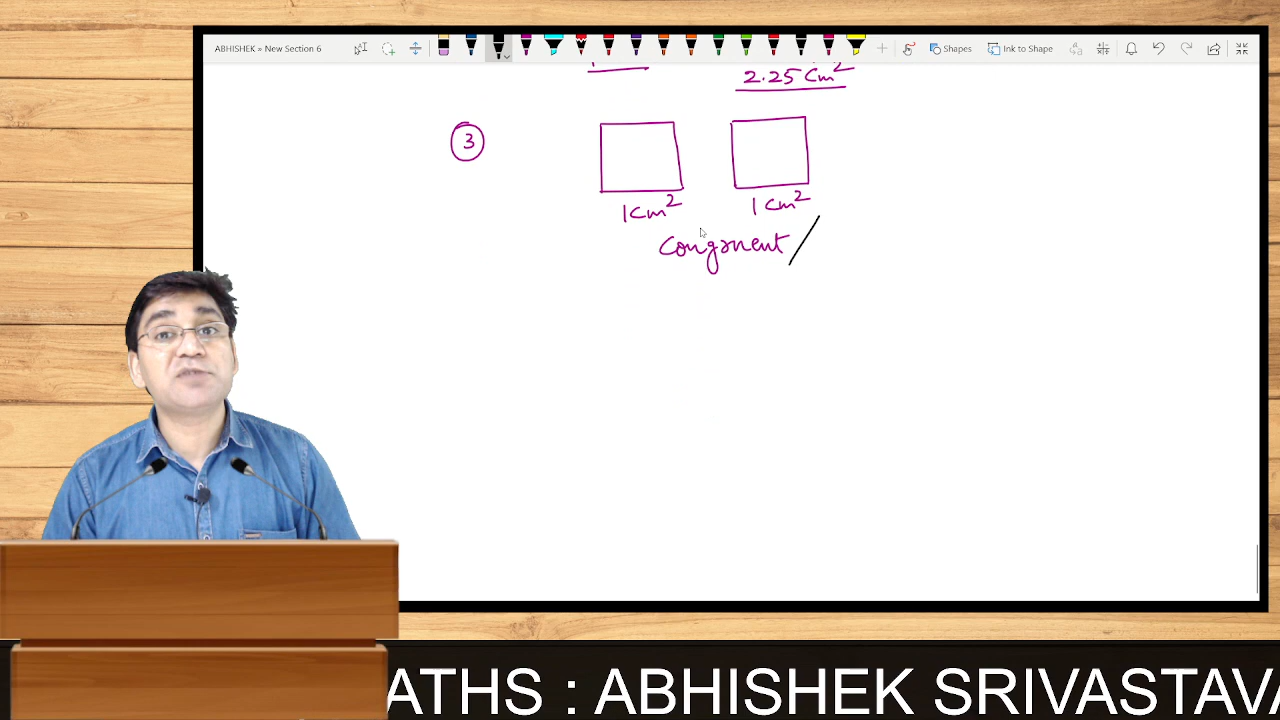 ABHISHEK » New Section 6
Shapes
Ink to Shape
2.25 Cm²
3
1 Cm² 1 Cm²
Congruent /
ATHS : ABHISHEK SRIVASTAVA